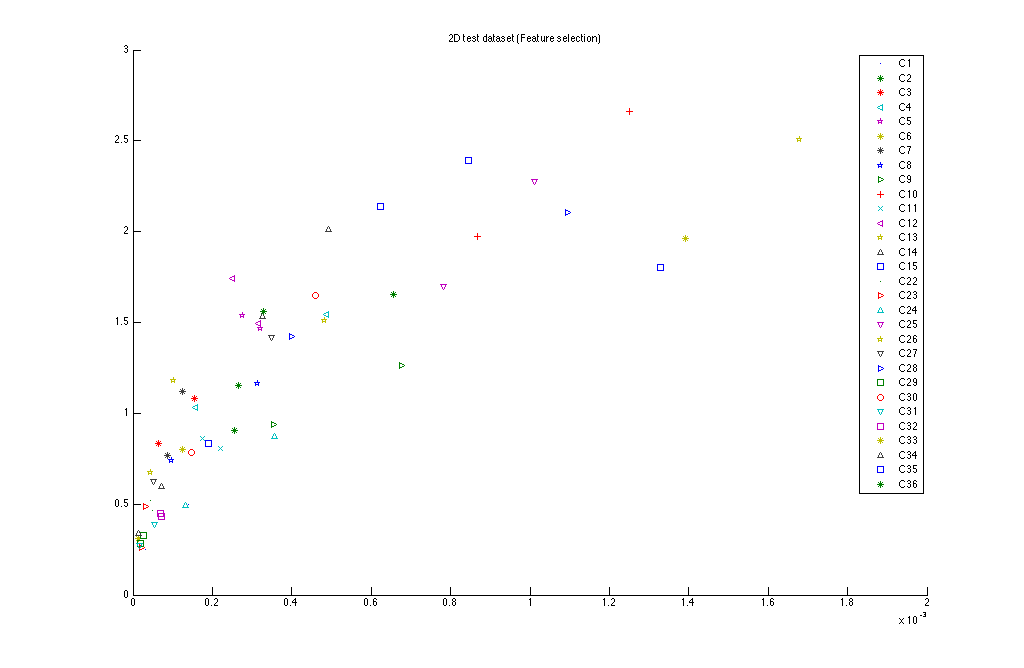 2D test dataset (Feature selection)
3
2.5
2
1.5
1
0.5
0
0 0.2 0.4 0.6 0.8 1 1.2 1.4 1.6 1.8 2
x 10^-3
C1
C2
C3
C4
C5
C6
C7
C8
C9
C10
C11
C12
C13
C14
C15
C22
C23
C24
C25
C26
C27
C28
C29
C30
C31
C32
C33
C34
C35
C36